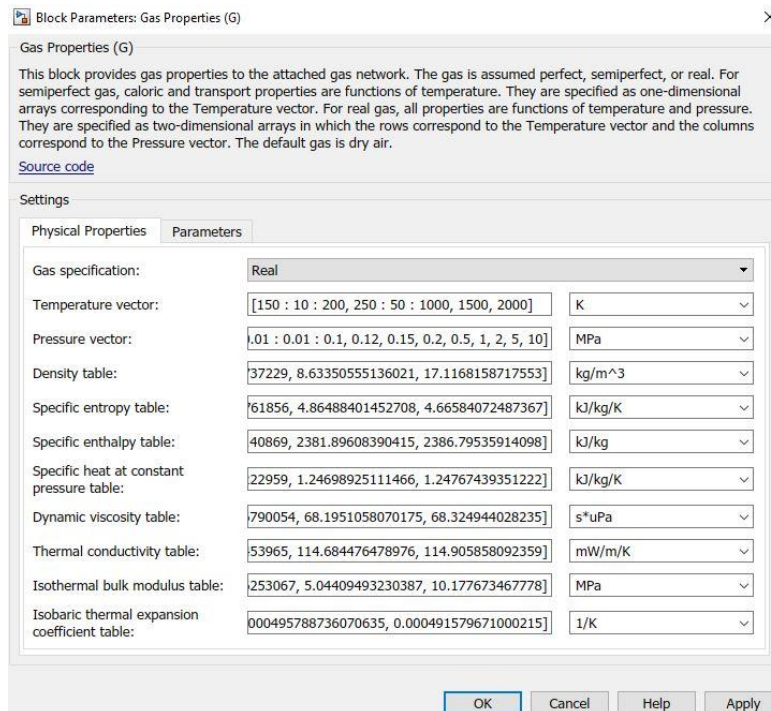 Block Parameters: Gas Properties (G)
Gas Properties (G)
This block provides gas properties to the attached gas network. The gas is assumed perfect, semiperfect, or real. For
semiperfect gas, caloric and transport properties are functions of temperature. They are specified as one-dimensional
arrays corresponding to the Temperature vector. For real gas, all properties are functions of temperature and pressure.
They are specified as two-dimensional arrays in which the rows correspond to the Temperature vector and the columns
correspond to the Pressure vector. The default gas is dry air.
Source code
Settings
Physical Properties Parameters
Gas specification: Real
Temperature vector: [150 : 10 : 200, 250 : 50 : 1000, 1500, 2000] K
Pressure vector: .01 : 0.01 : 0.1, 0.12, 0.15, 0.2, 0.5, 1, 2, 5, 10] MPa
Density table: 737229, 8.63350555136021, 17.1168158717553] kg/m^3
Specific entropy table: 761856, 4.86488401452708, 4.66584072487367] kJ/kg/K
Specific enthalpy table: 40869, 2381.89608390415, 2386.79535914098] kJ/kg
Specific heat at constant
pressure table: 22959, 1.24698925111466, 1.24767439351222] kJ/kg/K
Dynamic viscosity table: 790054, 68.1951058070175, 68.324944028235] s*uPa
Thermal conductivity table: 53965, 114.684476478976, 114.905858092359] mW/m/K
Isothermal bulk modulus table: 253067, 5.04409493230387, 10.177673467778] MPa
Isobaric thermal expansion
coefficient table: 000495788736070635, 0.000491579671000215] 1/K
OK Cancel Help Apply